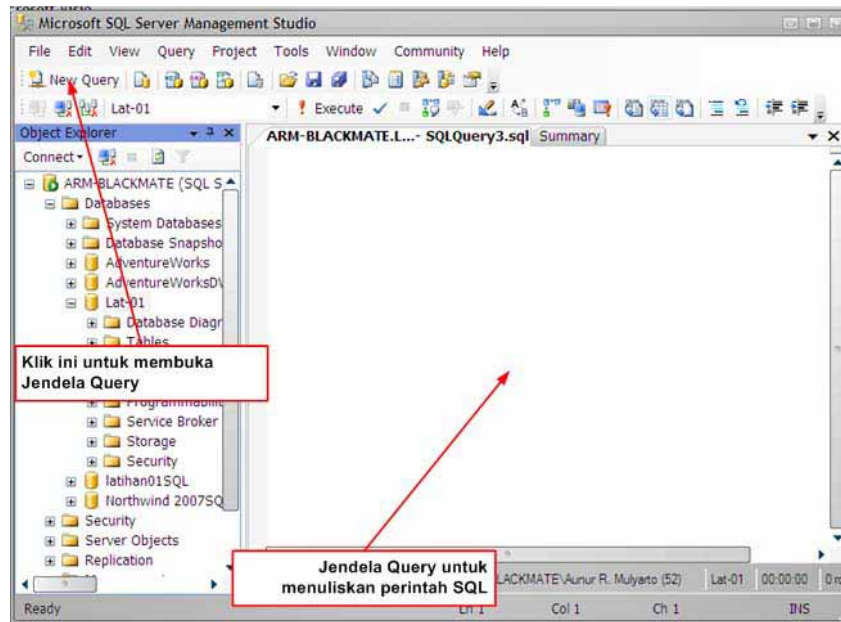 Microsoft SQL Server Management Studio
File Edit View Query Project Tools Window Community Help
New Query
Lat-01 Execute
Object Explorer
ARM-BLACKMATE.L...- SQLQuery3.sql Summary
Connect
ARM-BLACKMATE (SQL S
Databases
System Databases
Database Snapsho
AdventureWorks
AdventureWorksD
Lat-01
Database Diagr
Tables
Klik ini untuk membuka
Jendela Query
Programmabilit
Service Broker
Storage
Security
latihan01SQL
Northwind 2007SQ
Security
Server Objects
Replication
Jendela Query untuk
menuliskan perintah SQL
LACKMATE\Aunur R. Mulyarto (52) Lat-01 00:00:00 0 ro
Ready Ln 1 Col 1 Ch 1 INS